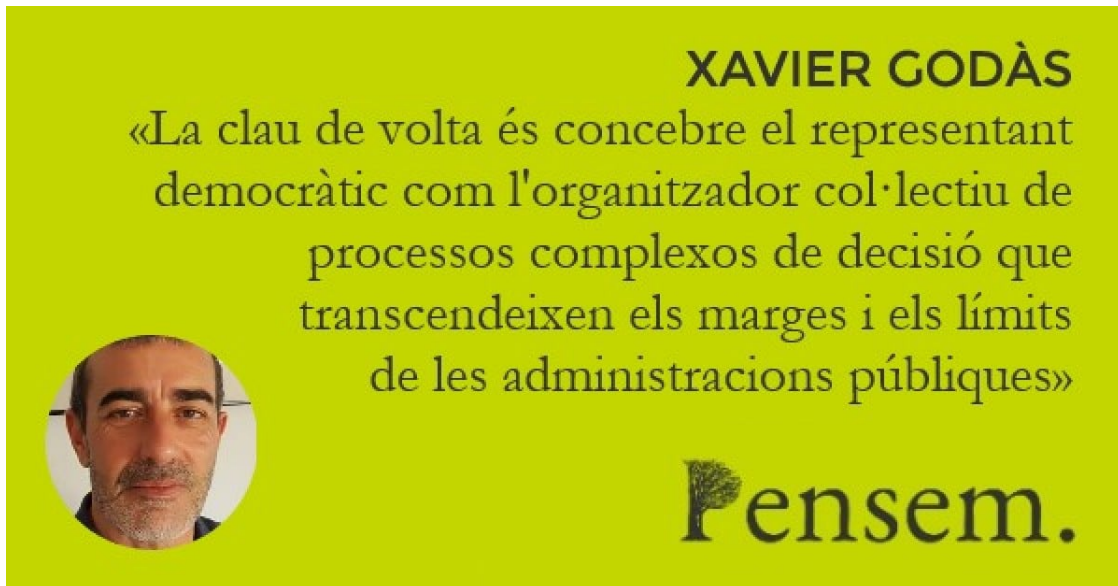 XAVIER GODÀS
«La clau de volta és concebre el representant
democràtic com l'organitzador col·lectiu de
processos complexos de decisió que
transcendeixen els marges i els límits
de les administracions públiques»
Pensem.